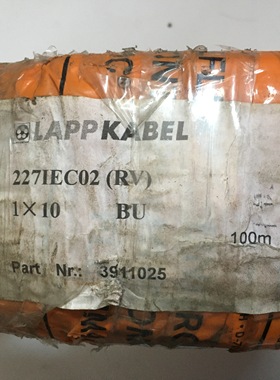 LAPP KABEL
227IEC02 (RV)
1×10 BU
100m
Part Nr.: 3911025